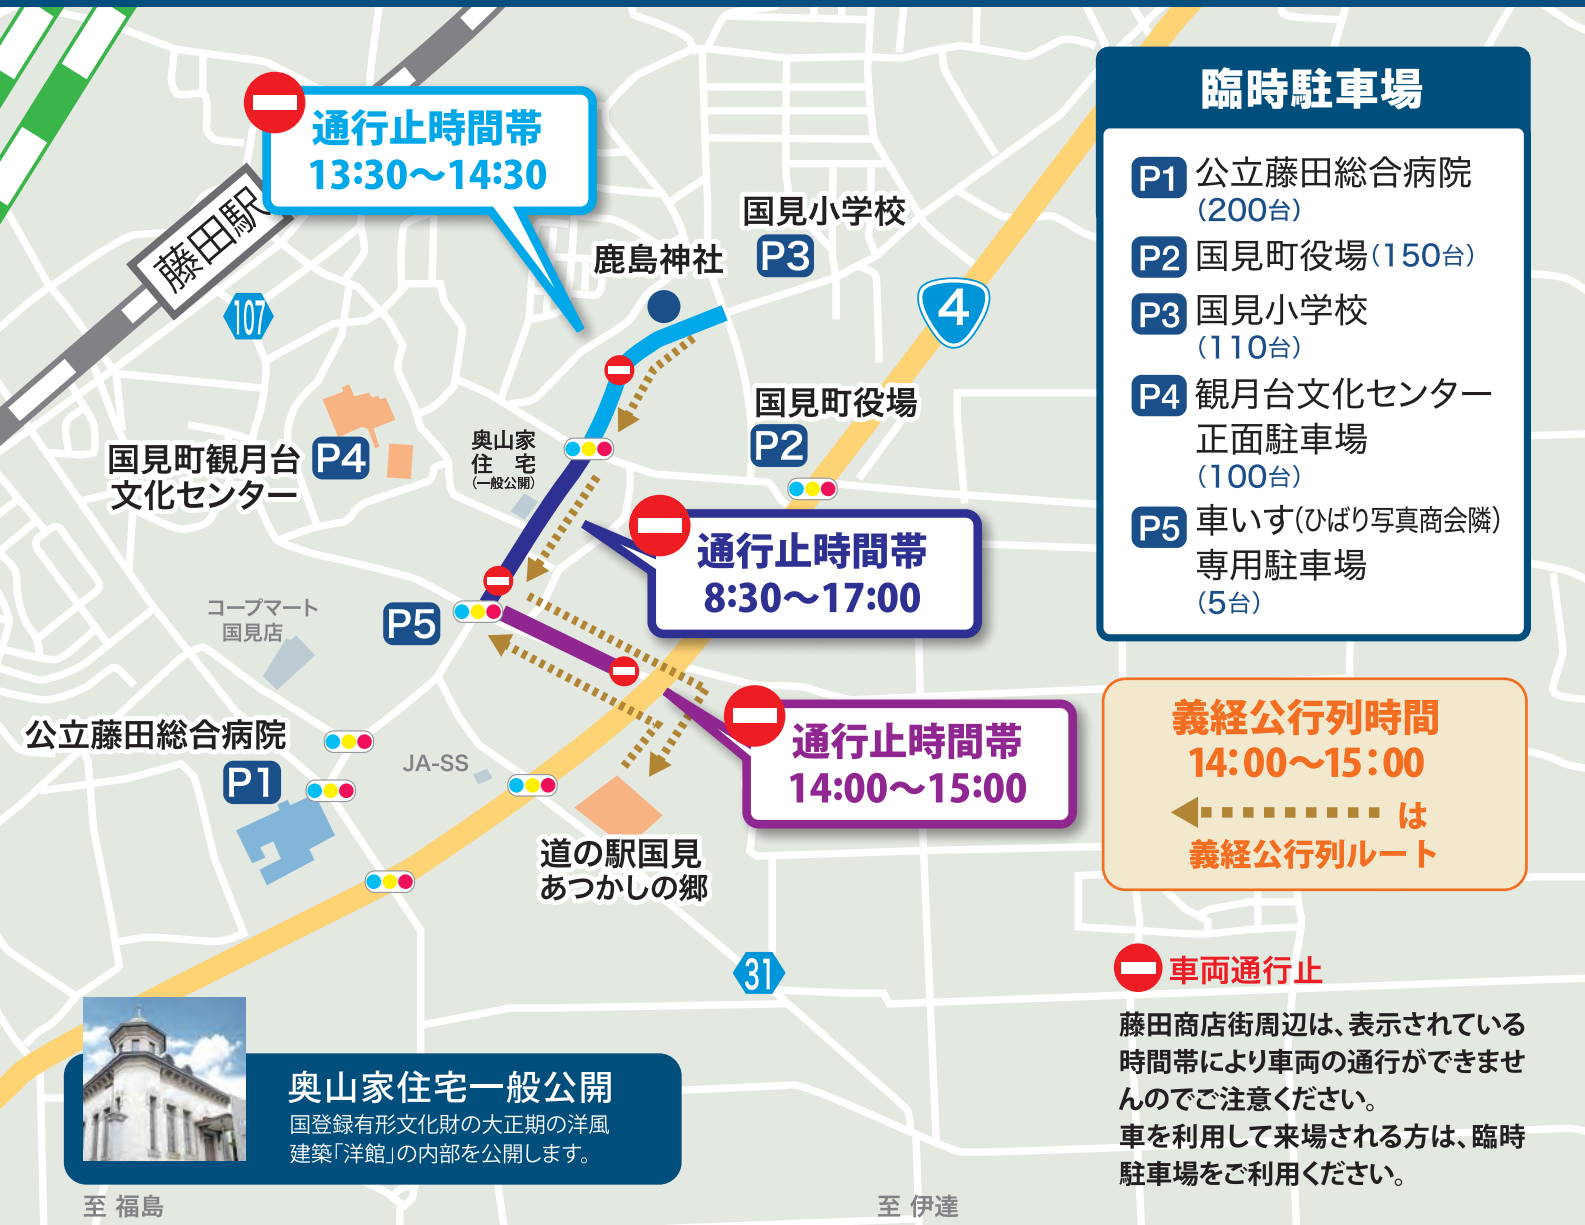 通行止時間帯
13:30〜14:30
藤田駅
107
国見小学校
P3
鹿島神社
4
国見町役場
P2
奥山家
住　宅
(一般公開)
国見町観月台
文化センター
P4
通行止時間帯
8:30〜17:00
P5
コープマート
国見店
通行止時間帯
14:00〜15:00
公立藤田総合病院
P1
JA-SS
道の駅国見
あつかしの郷
31
臨時駐車場
P1 公立藤田総合病院
(200台)
P2 国見町役場(150台)
P3 国見小学校
(110台)
P4 観月台文化センター
正面駐車場
(100台)
P5 車いす(ひばり写真商会隣)
専用駐車場
(5台)
義経公行列時間
14:00〜15:00
は
義経公行列ルート
車両通行止
藤田商店街周辺は、表示されている
時間帯により車両の通行ができませ
んのでご注意ください。
車を利用して来場される方は、臨時
駐車場をご利用ください。
奥山家住宅一般公開
国登録有形文化財の大正期の洋風
建築「洋館」の内部を公開します。
至 福島
至 伊達